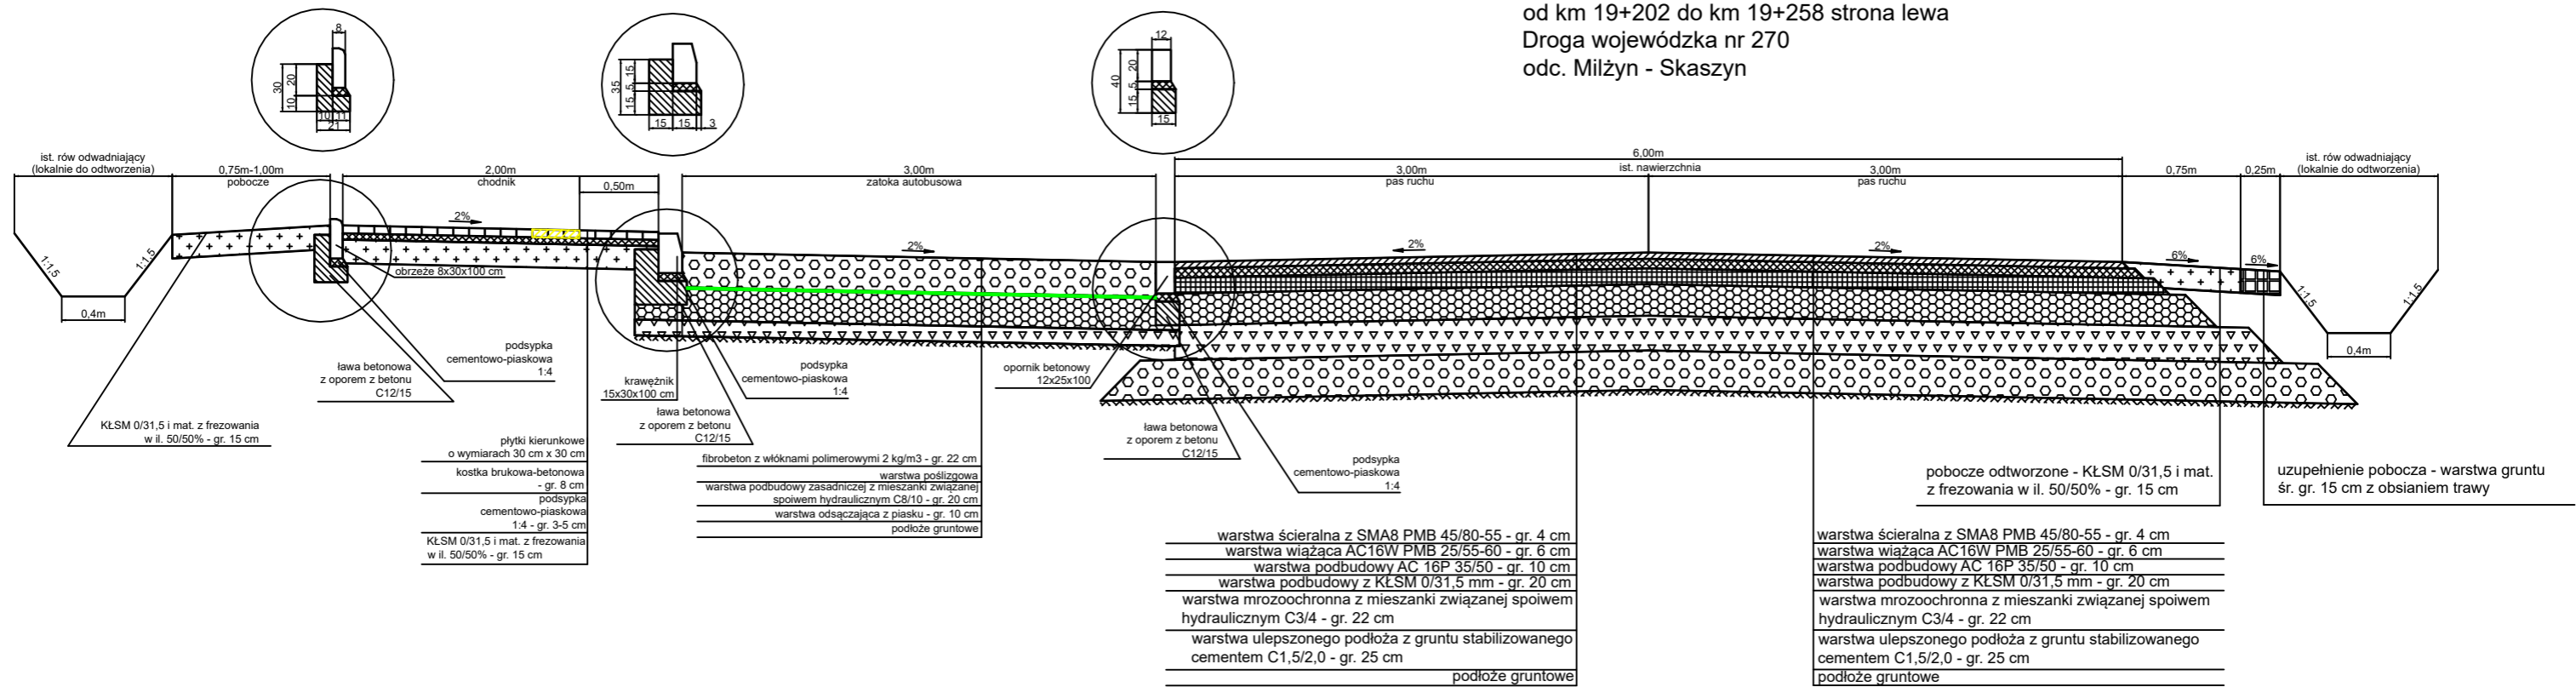 od km 19+202 do km 19+258 strona lewa
Droga wojewódzka nr 270
odc. Milżyn - Skaszyn
8
30
20
10
10
11
21
35
15
5
15
15
15
3
12
40
20
5
15
15
ist. rów odwadniający
(lokalnie do odtworzenia)
0,75m-1,00m
pobocze
2,00m
chodnik
0,50m
3,00m
zatoka autobusowa
6,00m
ist. nawierzchnia
3,00m
pas ruchu
3,00m
pas ruchu
0,75m
0,25m
ist. rów odwadniający
(lokalnie do odtworzenia)
1:1,5
1:1,5
0,4m
2%
2%
2%
2%
6%
6%
1:1,5
1:1,5
0,4m
obrzeże 8x30x100 cm
podsypka
cementowo-piaskowa
1:4
ława betonowa
z oporem z betonu
C12/15
KŁSM 0/31,5 i mat. z frezowania
w il. 50/50% - gr. 15 cm
krawężnik
15x30x100 cm
podsypka
cementowo-piaskowa
1:4
ława betonowa
z oporem z betonu
C12/15
opornik betonowy
12x25x100
ława betonowa
z oporem z betonu
C12/15
podsypka
cementowo-piaskowa
1:4
płytki kierunkowe
o wymiarach 30 cm x 30 cm
kostka brukowa-betonowa
- gr. 8 cm
podsypka
cementowo-piaskowa
1:4 - gr. 3-5 cm
KŁSM 0/31,5 i mat. z frezowania
w il. 50/50% - gr. 15 cm
fibrobeton z włóknami polimerowymi 2 kg/m3 - gr. 22 cm
warstwa poślizgowa
warstwa podbudowy zasadniczej z mieszanki związanej
spoiwem hydraulicznym C8/10 - gr. 20 cm
warstwa odsączająca z piasku - gr. 10 cm
podłoże gruntowe
warstwa ścieralna z SMA8 PMB 45/80-55 - gr. 4 cm
warstwa wiążąca AC16W PMB 25/55-60 - gr. 6 cm
warstwa podbudowy AC 16P 35/50 - gr. 10 cm
warstwa podbudowy z KŁSM 0/31,5 mm - gr. 20 cm
warstwa mrozoochronna z mieszanki związanej spoiwem
hydraulicznym C3/4 - gr. 22 cm
warstwa ulepszonego podłoża z gruntu stabilizowanego
cementem C1,5/2,0 - gr. 25 cm
podłoże gruntowe
warstwa ścieralna z SMA8 PMB 45/80-55 - gr. 4 cm
warstwa wiążąca AC16W PMB 25/55-60 - gr. 6 cm
warstwa podbudowy AC 16P 35/50 - gr. 10 cm
warstwa podbudowy z KŁSM 0/31,5 mm - gr. 20 cm
warstwa mrozoochronna z mieszanki związanej spoiwem
hydraulicznym C3/4 - gr. 22 cm
warstwa ulepszonego podłoża z gruntu stabilizowanego
cementem C1,5/2,0 - gr. 25 cm
podłoże gruntowe
pobocze odtworzone - KŁSM 0/31,5 i mat.
z frezowania w il. 50/50% - gr. 15 cm
uzupełnienie pobocza - warstwa gruntu
śr. gr. 15 cm z obsianiem trawy